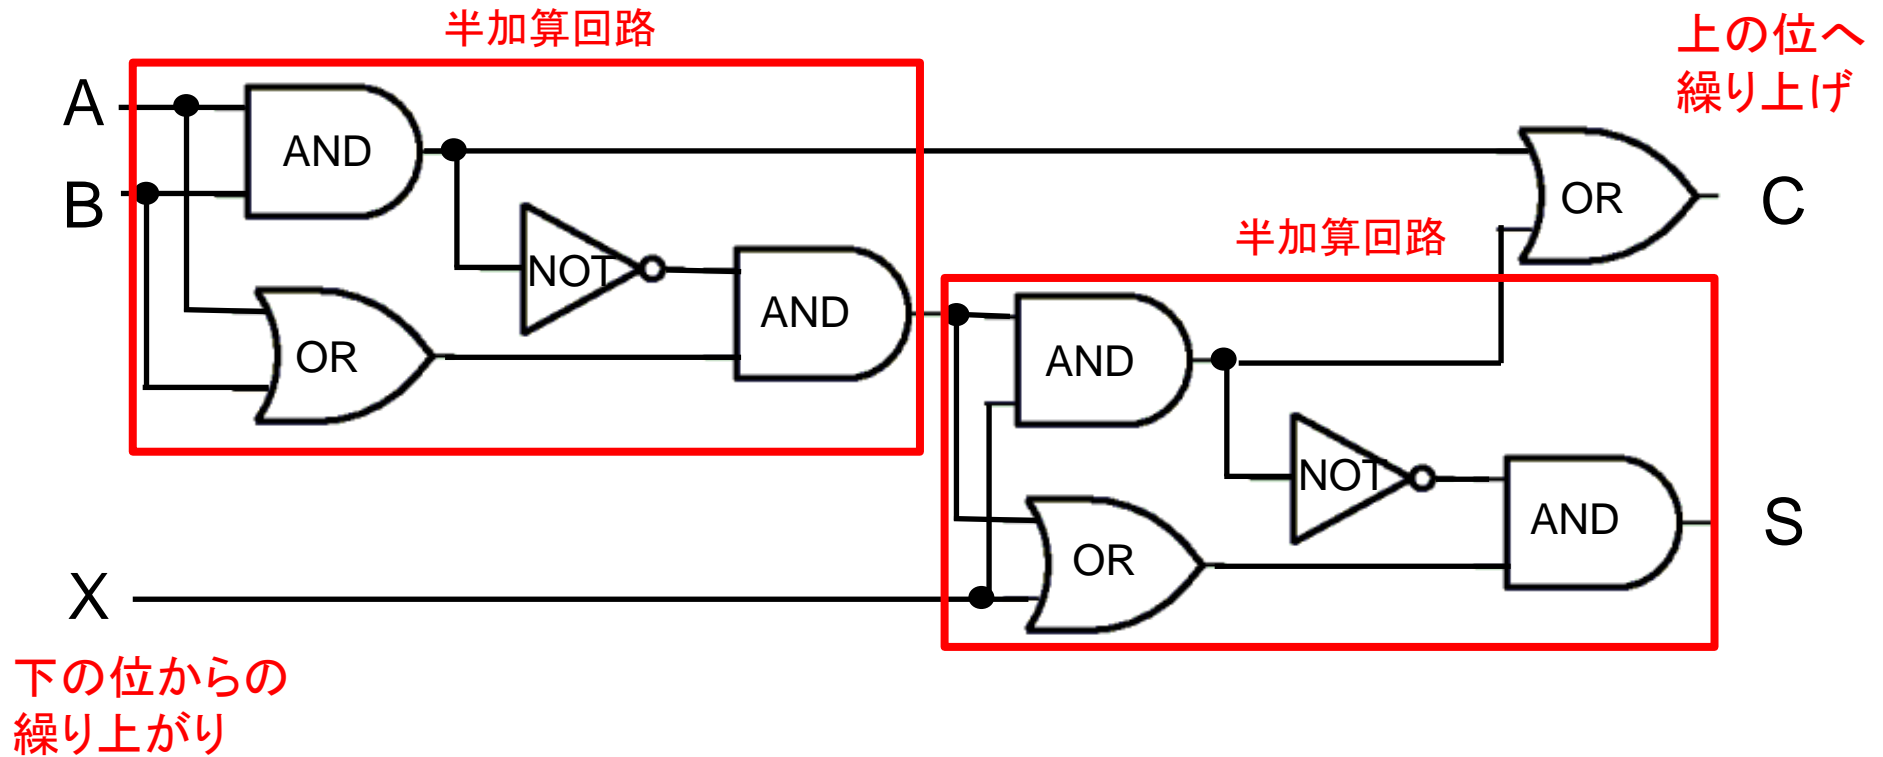 半加算回路
上の位へ
繰り上げ
A
AND
B
OR
C
半加算回路
NOT
AND
OR
AND
NOT
AND
S
OR
X
下の位からの
繰り上がり